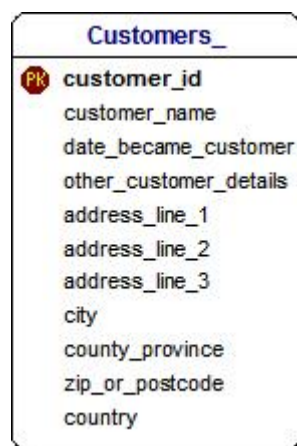 Customers_
PK customer_id
customer_name
date_became_customer
other_customer_details
address_line_1
address_line_2
address_line_3
city
county_province
zip_or_postcode
country